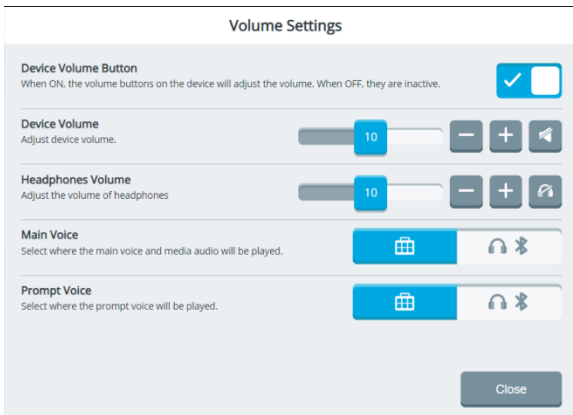 Volume Settings
Device Volume Button
When ON, the volume buttons on the device will adjust the volume. When OFF, they are inactive.
Device Volume
Adjust device volume.
10
Headphones Volume
Adjust the volume of headphones
10
Main Voice
Select where the main voice and media audio will be played.
Prompt Voice
Select where the prompt voice will be played.
Close